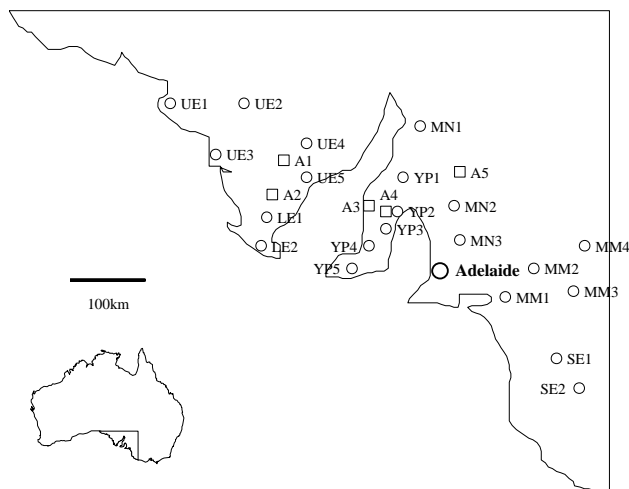 UE1
UE2
MN1
UE4
UE3
A1
UE5
YP1
A5
A2
A3
A4
YP2
MN2
LE1
YP3
LE2
YP4
MN3
MM4
YP5
Adelaide
MM2
MM3
MM1
100km
SE1
SE2